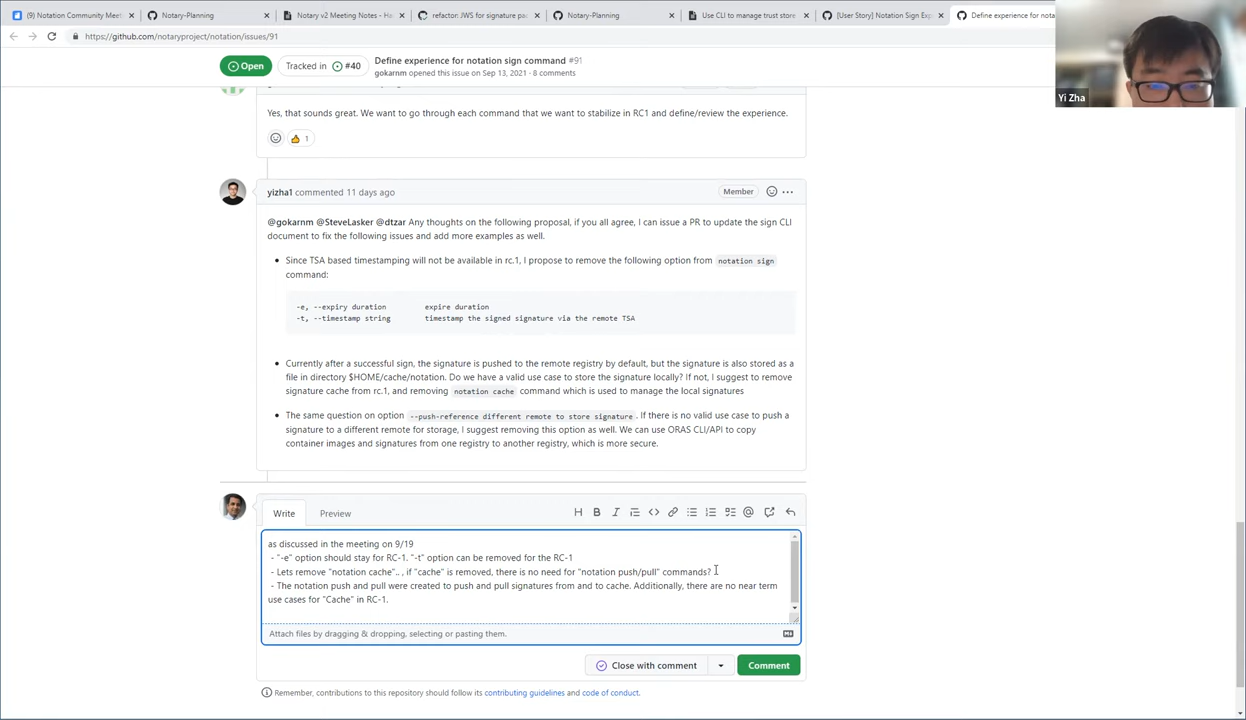 (9) Notation Community Meet
Notary-Planning
Notary v2 Meeting Notes - Ha
refactor: JWS for signature pac
Notary-Planning
Use CLI to manage trust store
[User Story] Notation Sign Exp
Define experience for nota
https://github.com/notaryproject/notation/issues/91
Open
Tracked in #40
Define experience for notation sign command #91
gokarnm opened this issue on Sep 13, 2021 · 8 comments
Yi Zha
Yes, that sounds great. We want to go through each command that we want to stabilize in RC1 and define/review the experience.
1
yizha1 commented 11 days ago
Member
@gokarnm @SteveLasker @dtzar Any thoughts on the following proposal, if you all agree, I can issue a PR to update the sign CLI
document to fix the following issues and add more examples as well.
Since TSA based timestamping will not be available in rc.1, I propose to remove the following option from notation sign
command:
-e, --expiry duration expire duration
-t, --timestamp string timestamp the signed signature via the remote TSA
Currently after a successful sign, the signature is pushed to the remote registry by default, but the signature is also stored as a
file in directory $HOME/cache/notation. Do we have a valid use case to store the signature locally? If not, I suggest to remove
signature cache from rc.1, and removing notation cache command which is used to manage the local signatures
The same question on option --push-reference different remote to store signature. If there is no valid use case to push a
signature to a different remote for storage, I suggest removing this option as well. We can use ORAS CLI/API to copy
container images and signatures from one registry to another registry, which is more secure.
Write
Preview
H B I
as discussed in the meeting on 9/19
- "-e" option should stay for RC-1. "-t" option can be removed for the RC-1
- Lets remove "notation cache".. , if "cache" is removed, there is no need for "notation push/pull" commands?
- The notation push and pull were created to push and pull signatures from and to cache. Additionally, there are no near term
use cases for "Cache" in RC-1.
Attach files by dragging & dropping, selecting or pasting them.
Close with comment
Comment
Remember, contributions to this repository should follow its contributing guidelines and code of conduct.